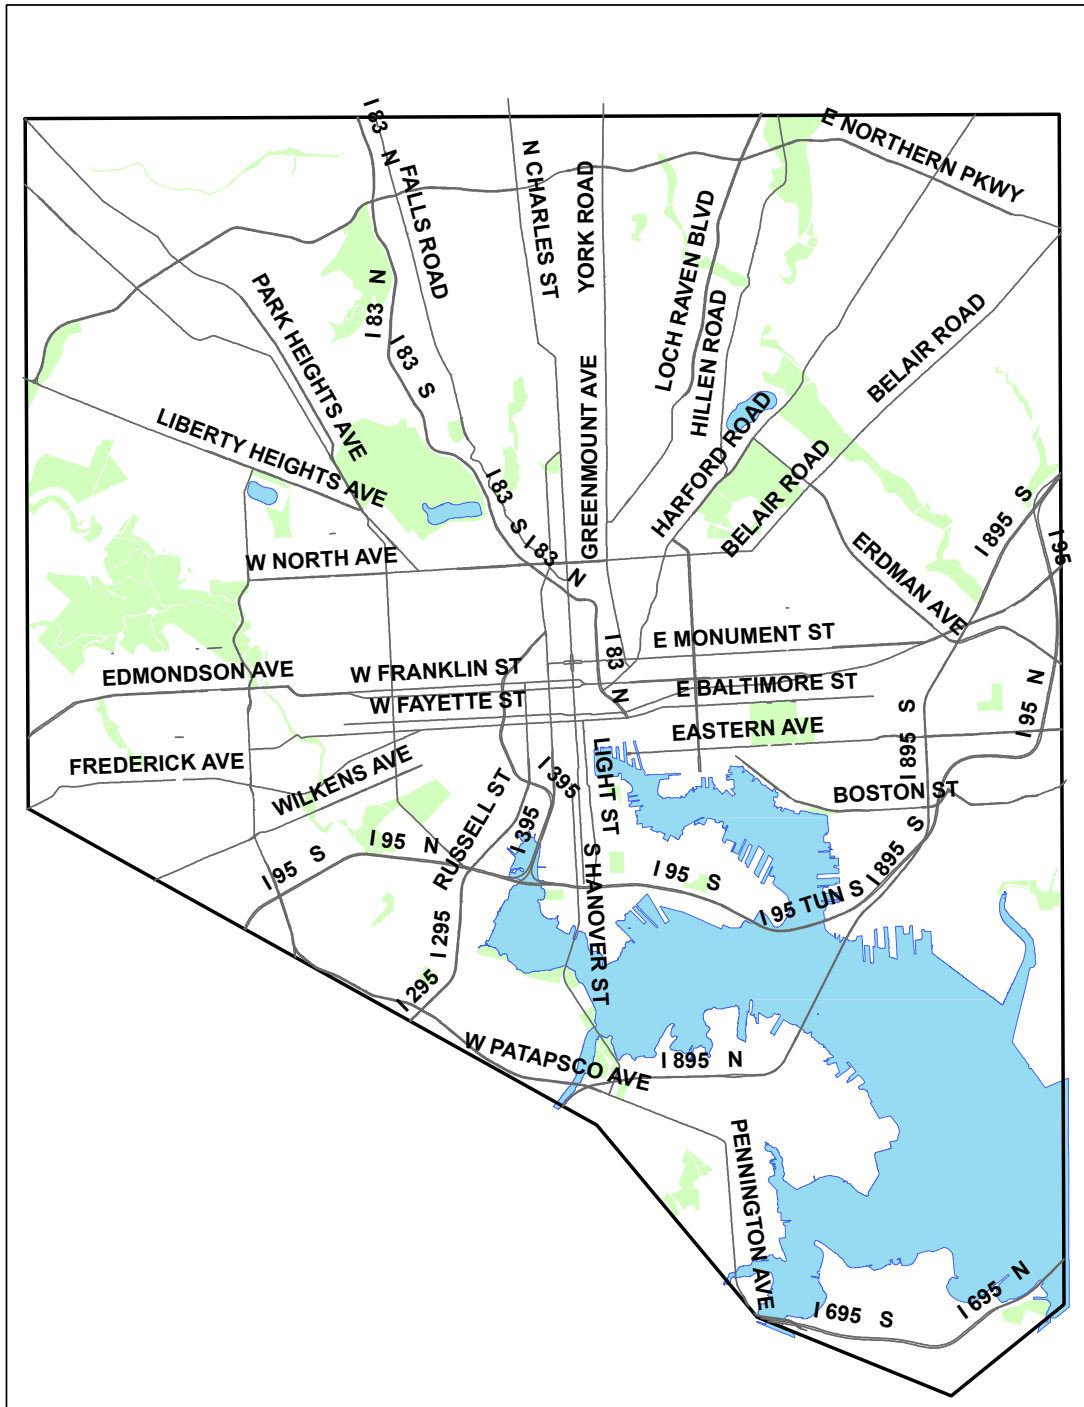 I 83 N
E NORTHERN PKWY
FALLS ROAD
N CHARLES ST
YORK ROAD
LOCH RAVEN BLVD
HILLEN ROAD
PARK HEIGHTS AVE
I 83 N
I 83 S
BELAIR ROAD
GREENMOUNT AVE
LIBERTY HEIGHTS AVE
HARFORD ROAD
BELAIR ROAD
I 83 S
I 83 N
I 895 S
I 95
ERDMAN AVE
W NORTH AVE
E MONUMENT ST
I 83 N
EDMONDSON AVE
W FRANKLIN ST
E BALTIMORE ST
W FAYETTE ST
I 95 N
EASTERN AVE
I 895 S
FREDERICK AVE
WILKENS AVE
LIGHT ST
I 395
BOSTON ST
RUSSELL ST
I 395
I 95 S
I 95 N
S HANOVER ST
I 95 S
I 95 TUN S
I 895 S
I 295
I 295
W PATAPSCO AVE
I 895 N
PENNINGTON AVE
I 695 S
I 695 N